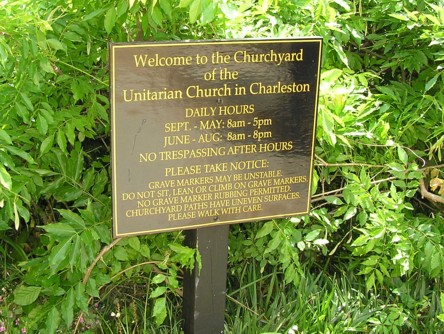 Welcome to the Churchyard
of the
Unitarian Church in Charleston
DAILY HOURS
SEPT. - MAY: 8am - 5pm
JUNE - AUG: 8am - 8pm
NO TRESPASSING AFTER HOURS
PLEASE TAKE NOTICE:
GRAVE MARKERS MAY BE UNSTABLE.
DO NOT SIT, LEAN OR CLIMB ON GRAVE MARKERS.
NO GRAVE MARKER RUBBING PERMITTED.
CHURCHYARD PATHS HAVE UNEVEN SURFACES.
PLEASE WALK WITH CARE.